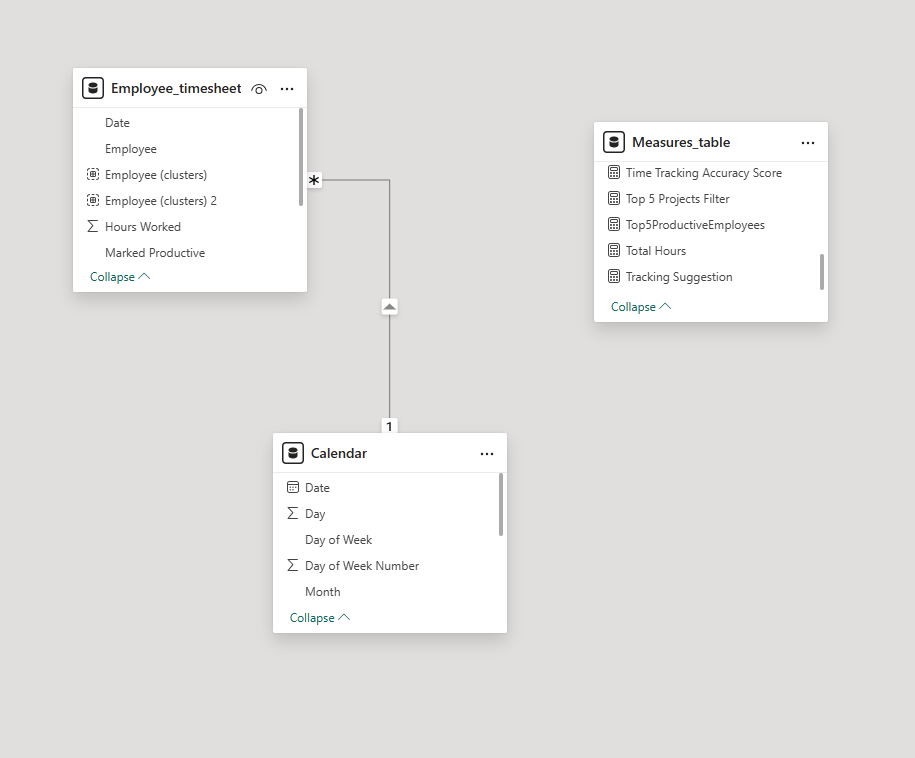 Employee_timesheet
Date
Employee
Employee (clusters)
Employee (clusters) 2
Hours Worked
Marked Productive
Collapse
*
1
Calendar
Date
Day
Day of Week
Day of Week Number
Month
Collapse
Measures_table
Time Tracking Accuracy Score
Top 5 Projects Filter
Top5ProductiveEmployees
Total Hours
Tracking Suggestion
Collapse